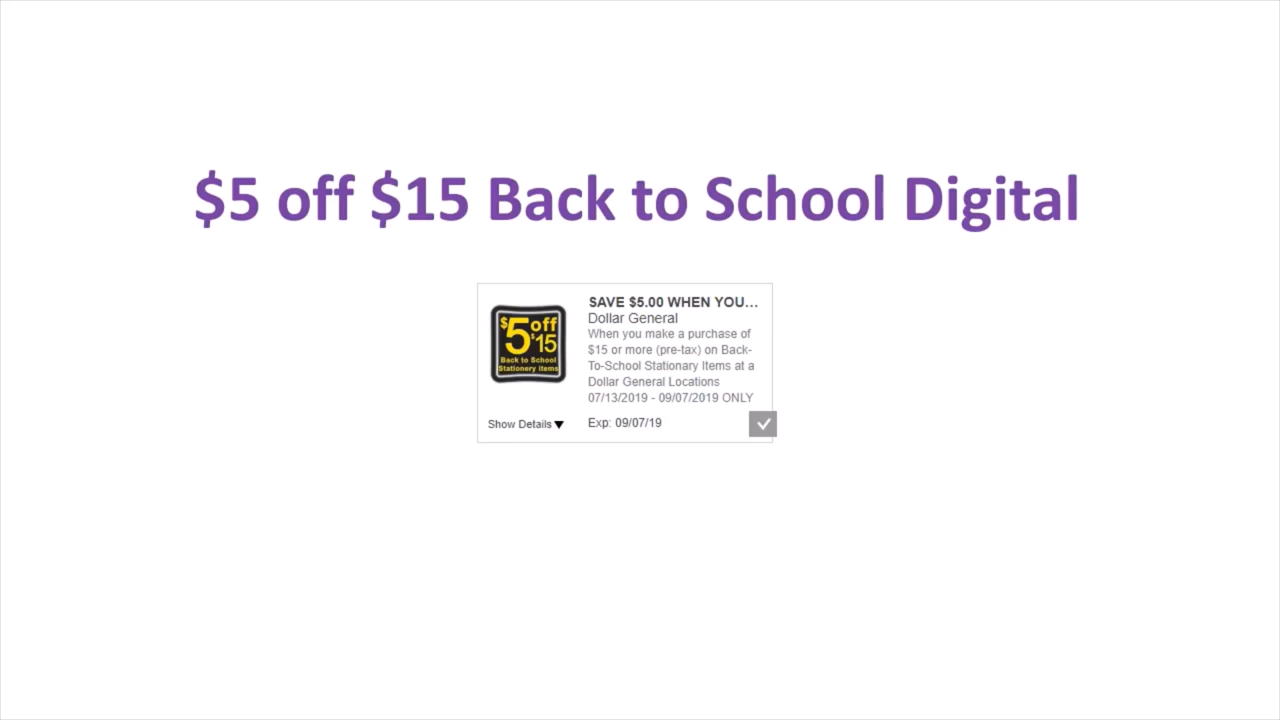 $5 off $15 Back to School Digital
$5 off
$15
Back to School
Stationery Items
SAVE $5.00 WHEN YOU...
Dollar General
When you make a purchase of
$15 or more (pre-tax) on Back-
To-School Stationary Items at a
Dollar General Locations
07/13/2019 - 09/07/2019 ONLY
Show Details▼
Exp: 09/07/19